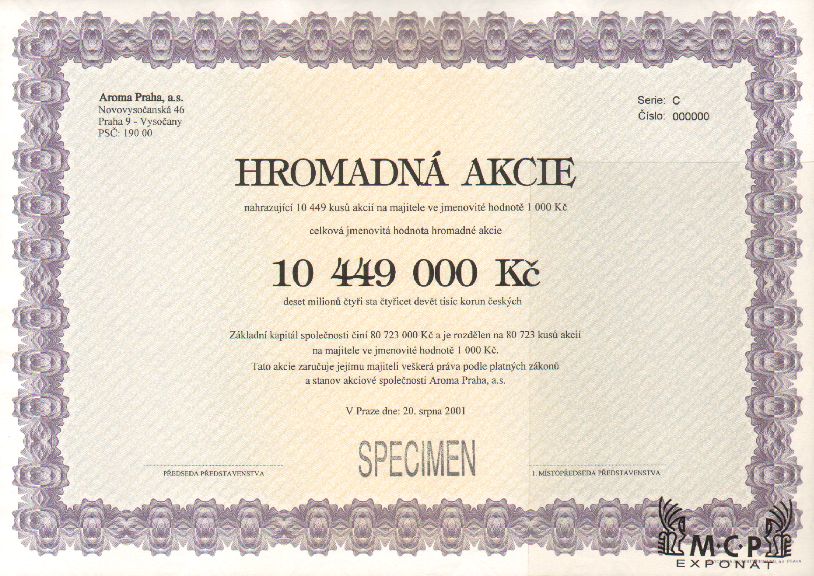 Aroma Praha, a.s.
Novovysočanská 46
Praha 9 - Vysočany
PSČ: 190 00
Serie: C
Číslo: 000000
HROMADNÁ AKCIE
nahrazující 10 449 kusů akcií na majitele ve jmenovité hodnotě 1 000 Kč
celková jmenovitá hodnota hromadné akcie
10 449 000 Kč
deset milionů čtyři sta čtyřicet devět tisíc korun českých
Základní kapitál společnosti činí 80 723 000 Kč a je rozdělen na 80 723 kusů akcií
na majitele ve jmenovité hodnotě 1 000 Kč.
Tato akcie zaručuje jejímu majiteli veškerá práva podle platných zákonů
a stanov akciové společnosti Aroma Praha, a.s.
V Praze dne: 20. srpna 2001
SPECIMEN
PŘEDSEDA PŘEDSTAVENSTVA
1. MÍSTOPŘEDSEDA PŘEDSTAVENSTVA
M·C·P
EXPONAT